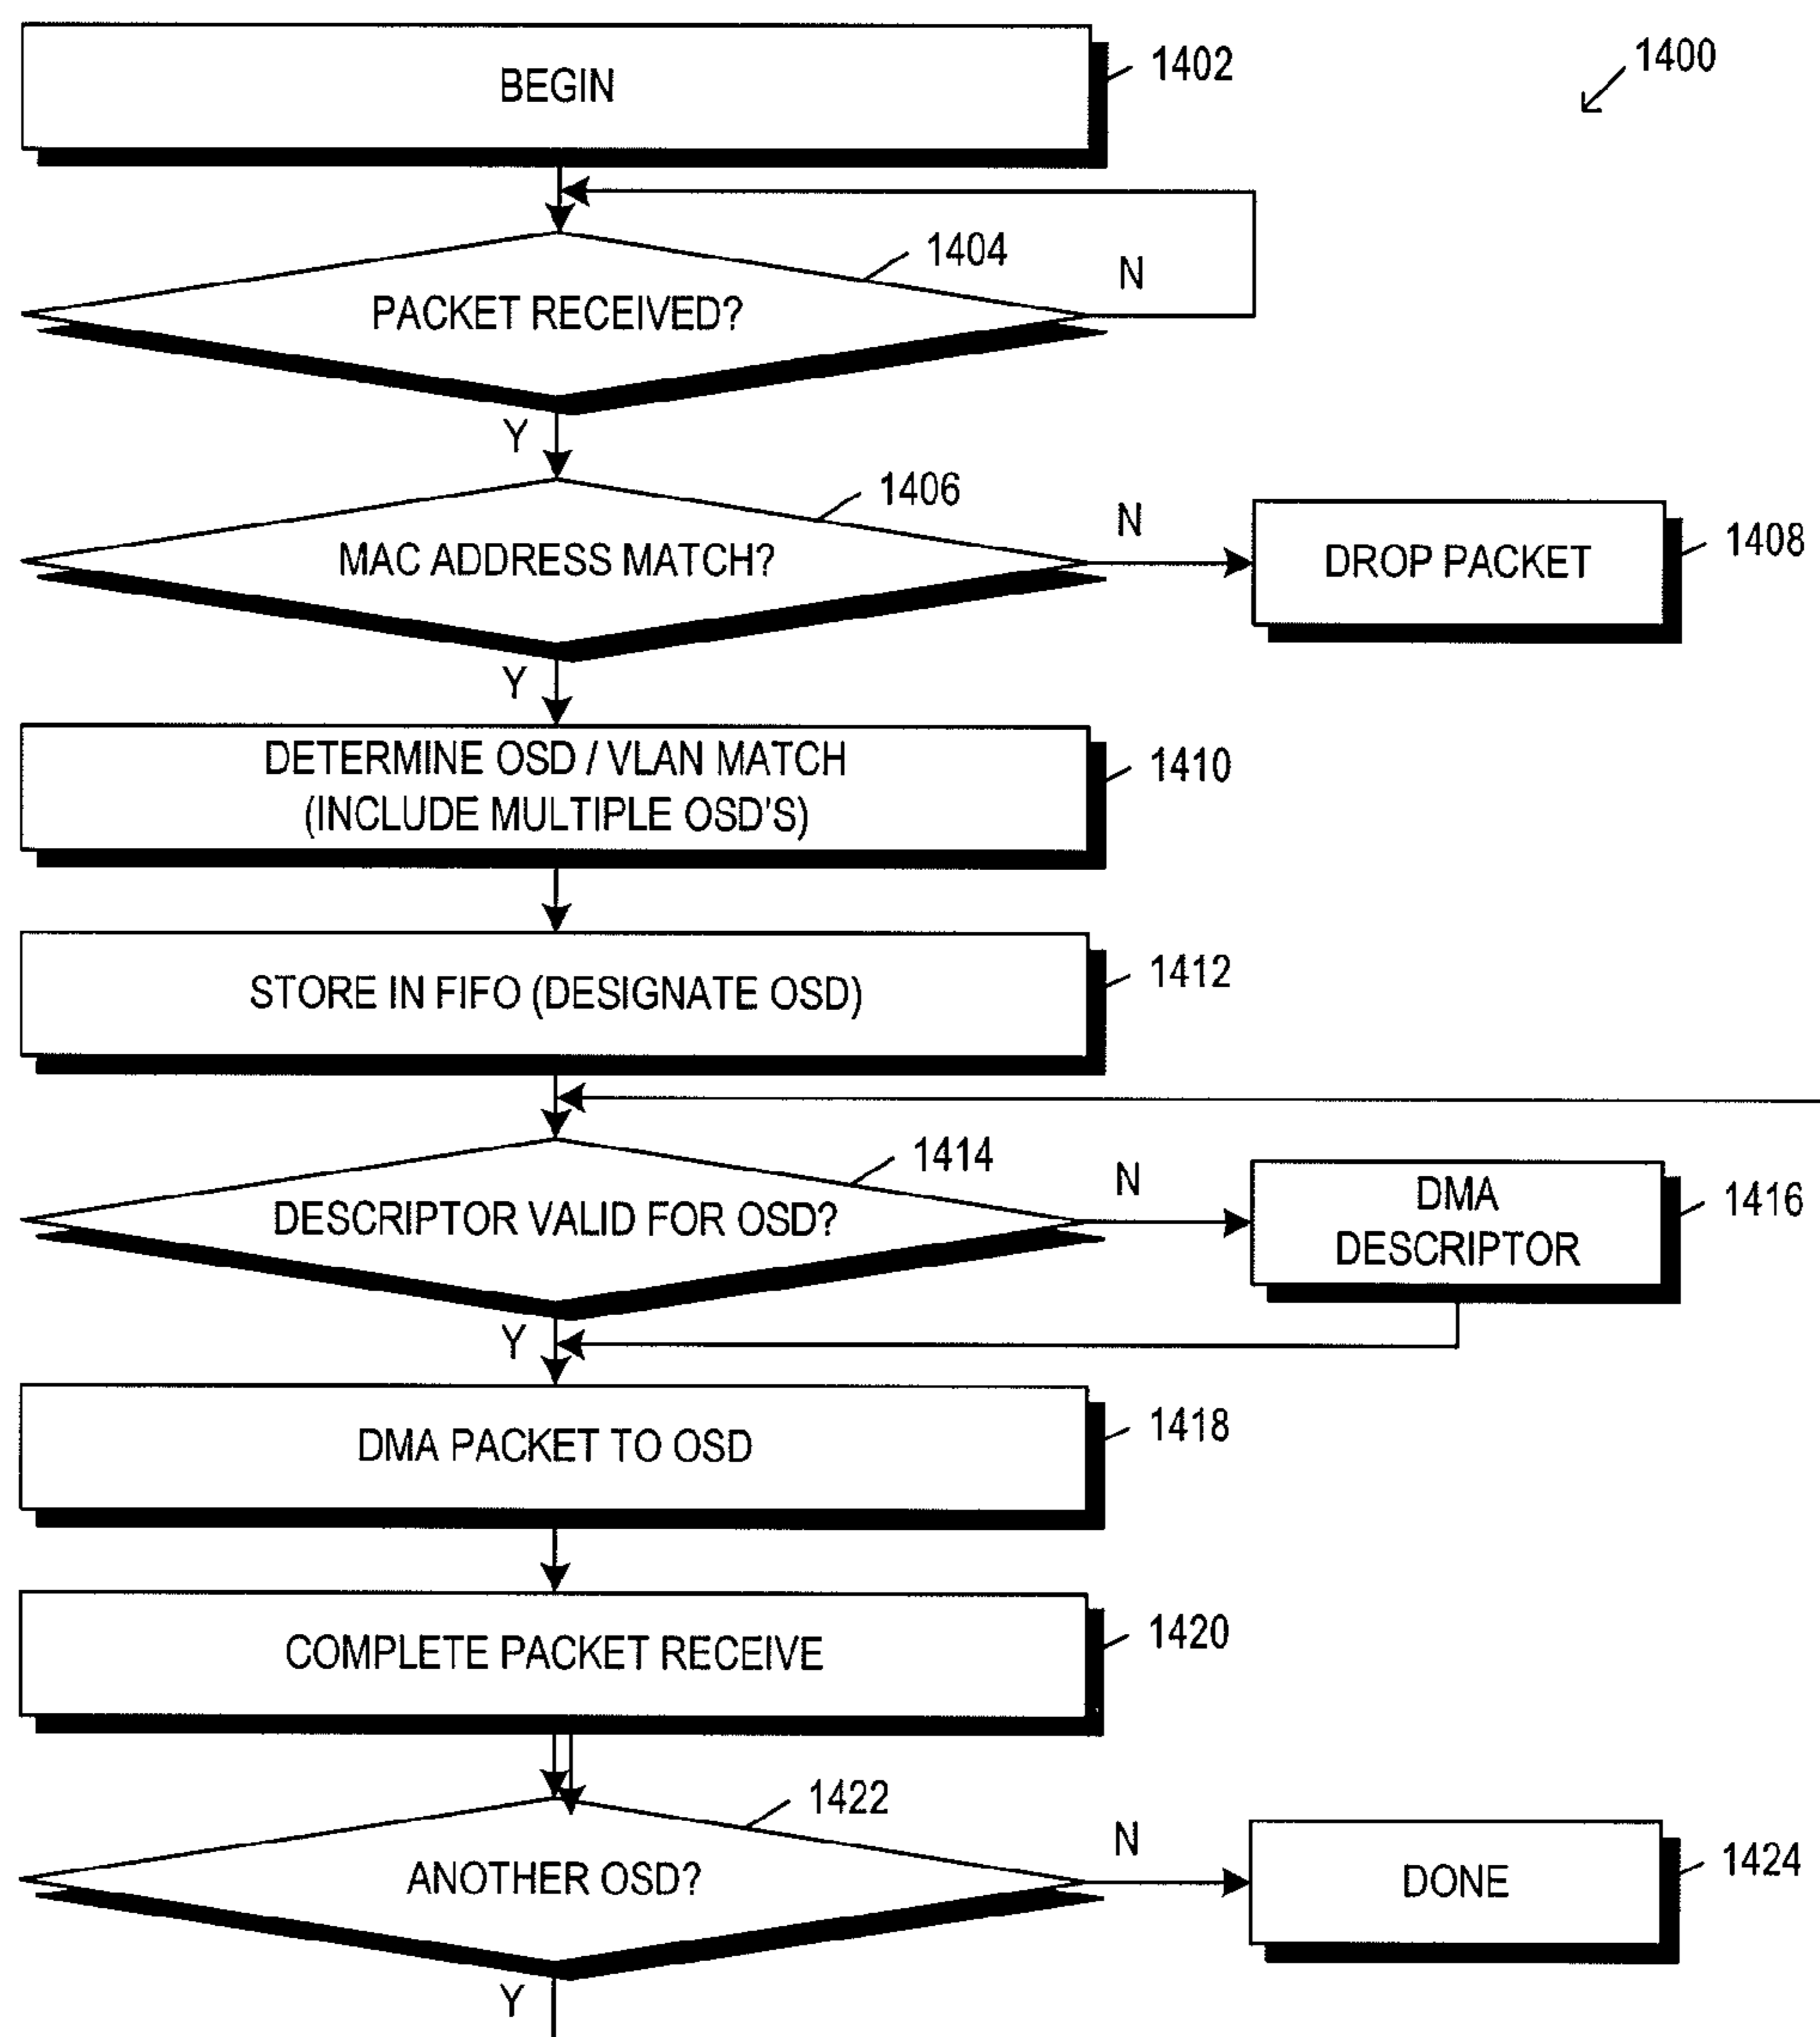 BEGIN
1402
1400
1404
PACKET RECEIVED?
N
Y
1406
MAC ADDRESS MATCH?
N
DROP PACKET
1408
Y
DETERMINE OSD / VLAN MATCH
(INCLUDE MULTIPLE OSD'S)
1410
STORE IN FIFO (DESIGNATE OSD)
1412
1414
DESCRIPTOR VALID FOR OSD?
N
DMA
DESCRIPTOR
1416
Y
DMA PACKET TO OSD
1418
COMPLETE PACKET RECEIVE
1420
1422
ANOTHER OSD?
N
DONE
1424
Y